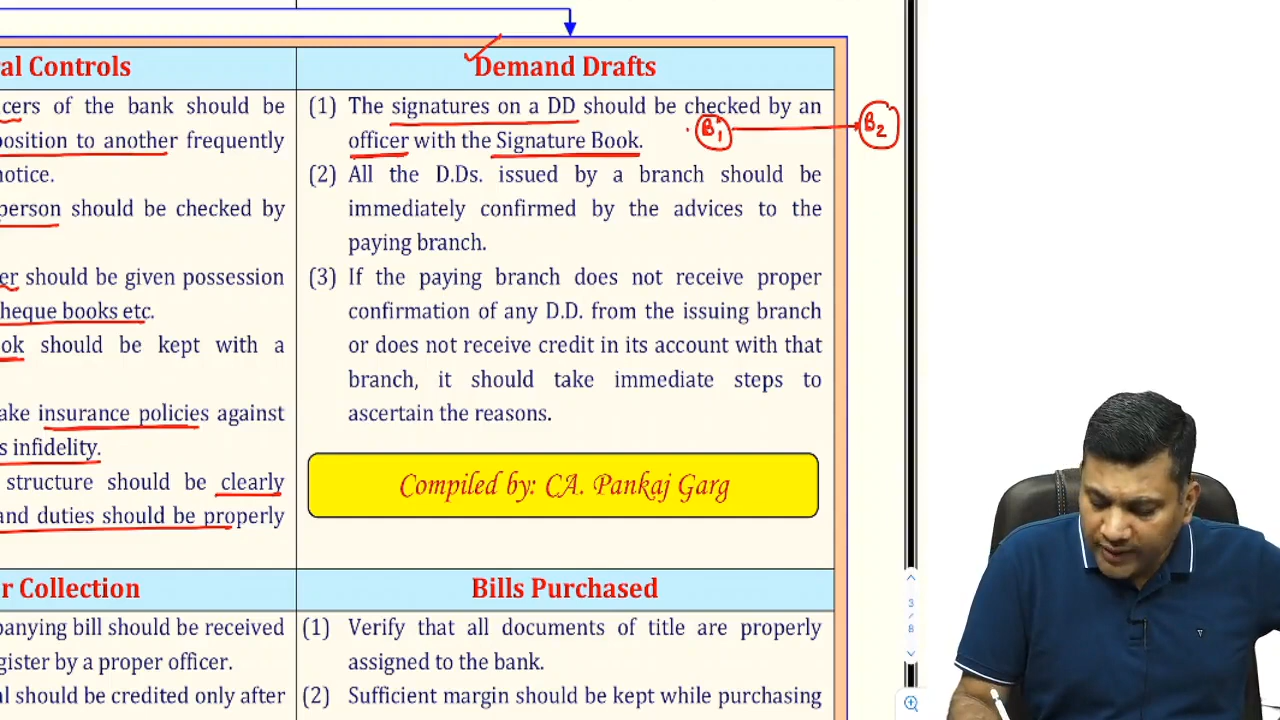 al Controls
cers of the bank should be
position to another frequently
notice.
person should be checked by
er should be given possession
heque books etc.
ok should be kept with a
ake insurance policies against
s infidelity.
structure should be clearly
and duties should be properly
Demand Drafts
(1) The signatures on a DD should be checked by an
officer with the Signature Book.
B1 B2
(2) All the D.Ds. issued by a branch should be
immediately confirmed by the advices to the
paying branch.
(3) If the paying branch does not receive proper
confirmation of any D.D. from the issuing branch
or does not receive credit in its account with that
branch, it should take immediate steps to
ascertain the reasons.
Compiled by: CA. Pankaj Garg
r Collection
panying bill should be received
gister by a proper officer.
al should be credited only after
Bills Purchased
(1) Verify that all documents of title are properly
assigned to the bank.
(2) Sufficient margin should be kept while purchasing
3
/
8